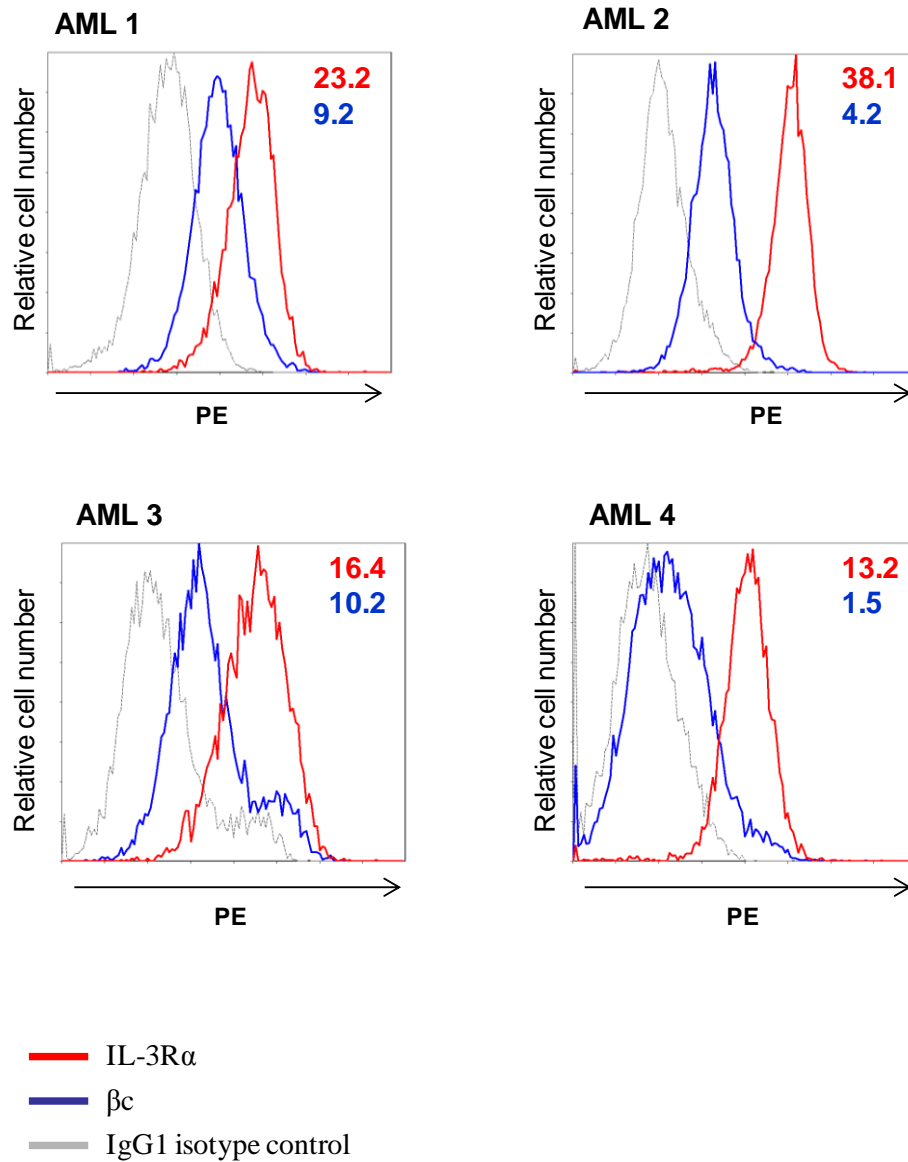 AML 1
23.2
9.2
Relative cell number
PE
AML 2
38.1
4.2
Relative cell number
PE
AML 3
16.4
10.2
Relative cell number
PE
AML 4
13.2
1.5
Relative cell number
PE
IL-3Rα
βc
IgG1 isotype control